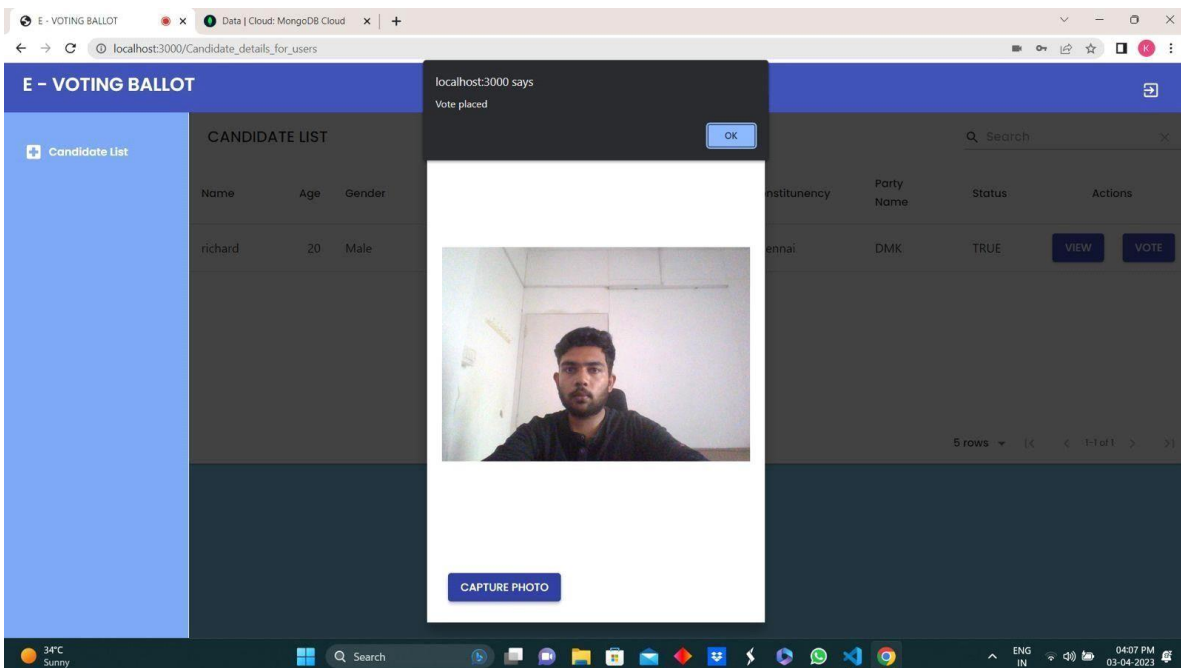 E - VOTING BALLOT
Data | Cloud: MongoDB Cloud
localhost:3000/Candidate_details_for_users
K
E - VOTING BALLOT
localhost:3000 says
Vote placed
OK
Candidate List
CANDIDATE LIST
Search
Name Age Gender nstitunency Party Name Status Actions
richard 20 Male ennai DMK TRUE VIEW VOTE
5 rows 1-1 of 1
CAPTURE PHOTO
34°C
Sunny
Search
ENG
IN
04:07 PM
03-04-2023